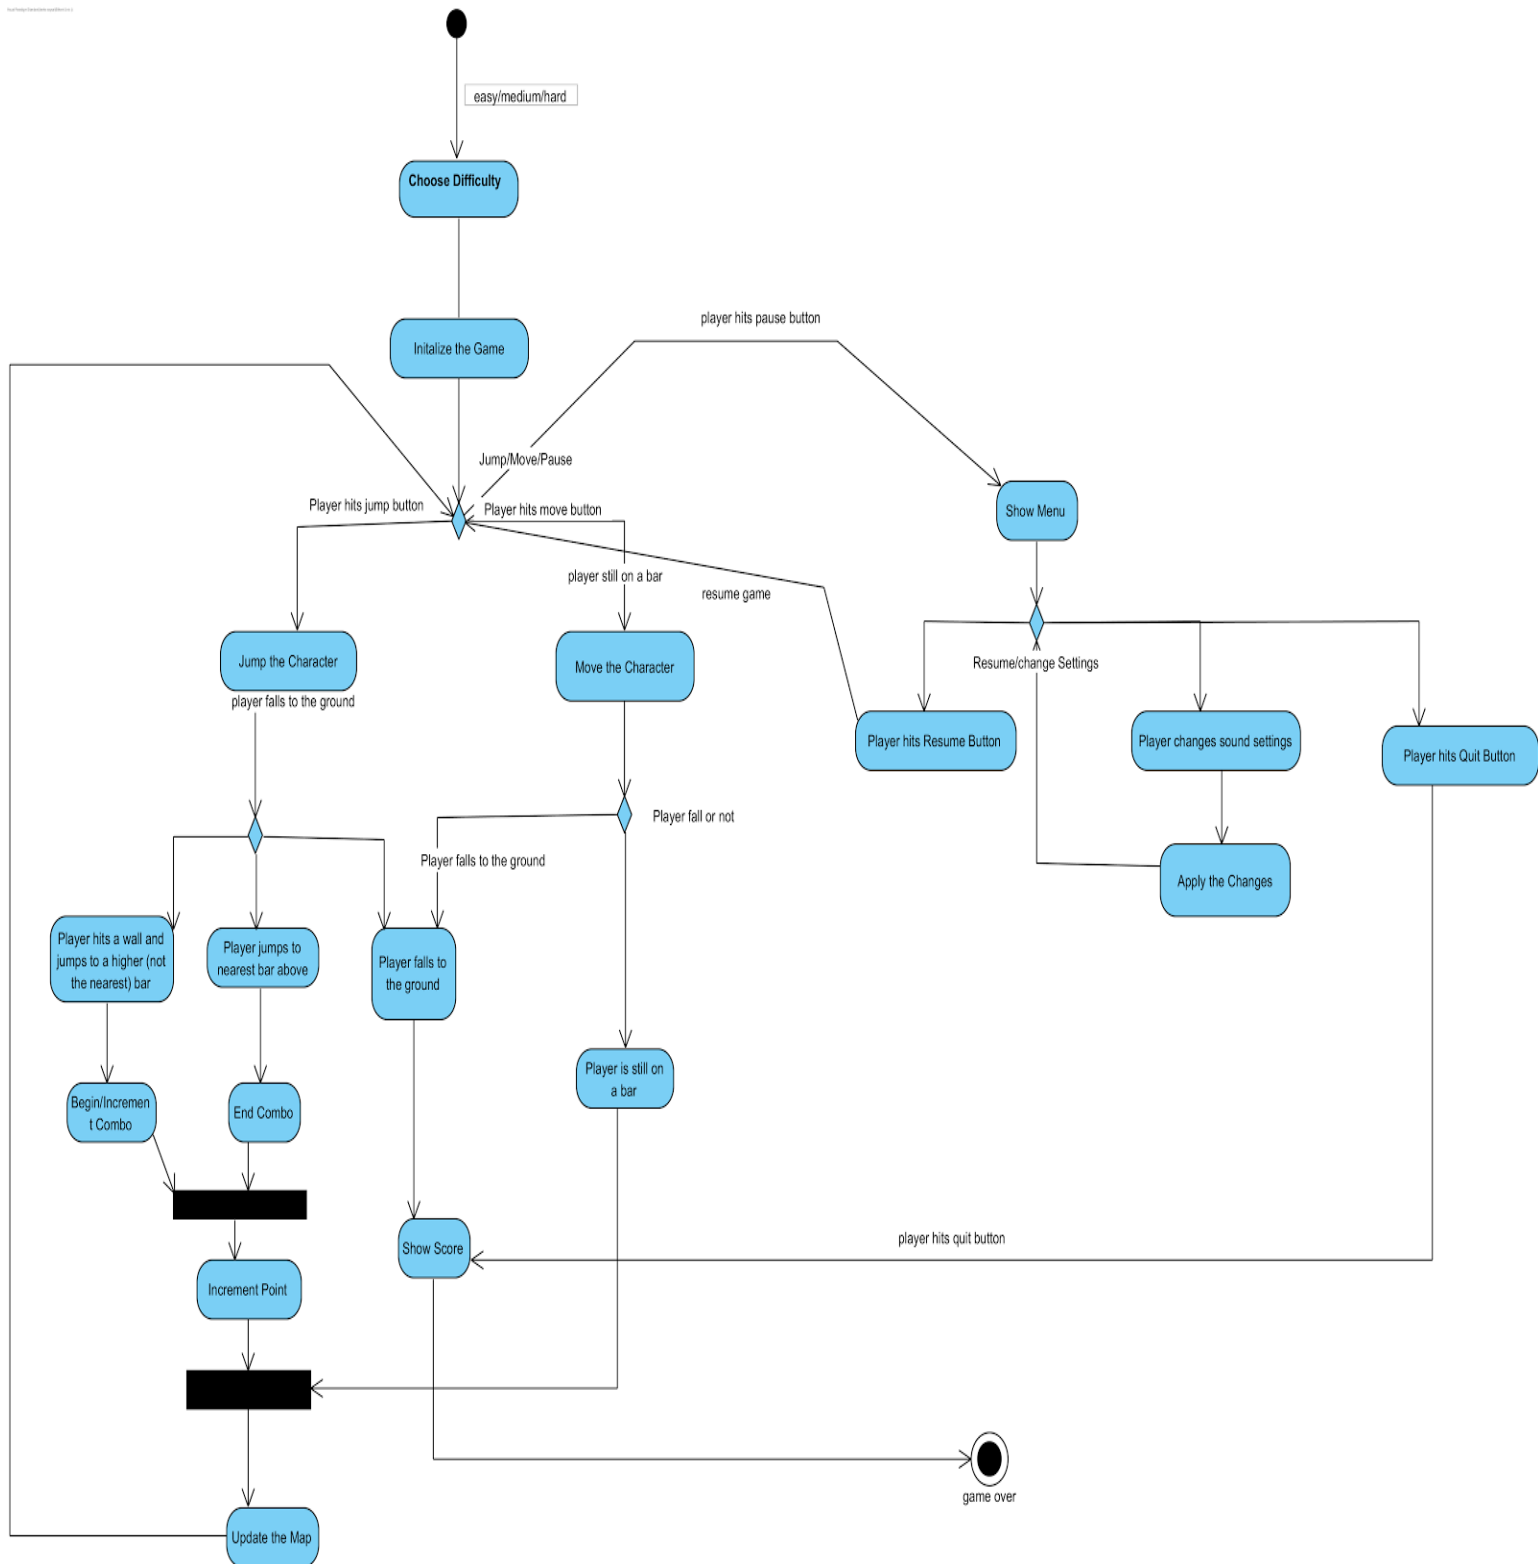 easy/medium/hard
Choose Difficulty
Initalize the Game
player hits pause button
Jump/Move/Pause
Player hits jump button
Player hits move button
Show Menu
player still on a bar
resume game
Jump the Character
Move the Character
Resume/change Settings
player falls to the ground
Player hits Resume Button
Player changes sound settings
Player hits Quit Button
Player fall or not
Player falls to the ground
Apply the Changes
Player hits a wall and
jumps to a higher (not
the nearest) bar
Player jumps to
nearest bar above
Player falls to
the ground
Player is still on
a bar
Begin/Incremen
t Combo
End Combo
Show Score
player hits quit button
Increment Point
game over
Update the Map